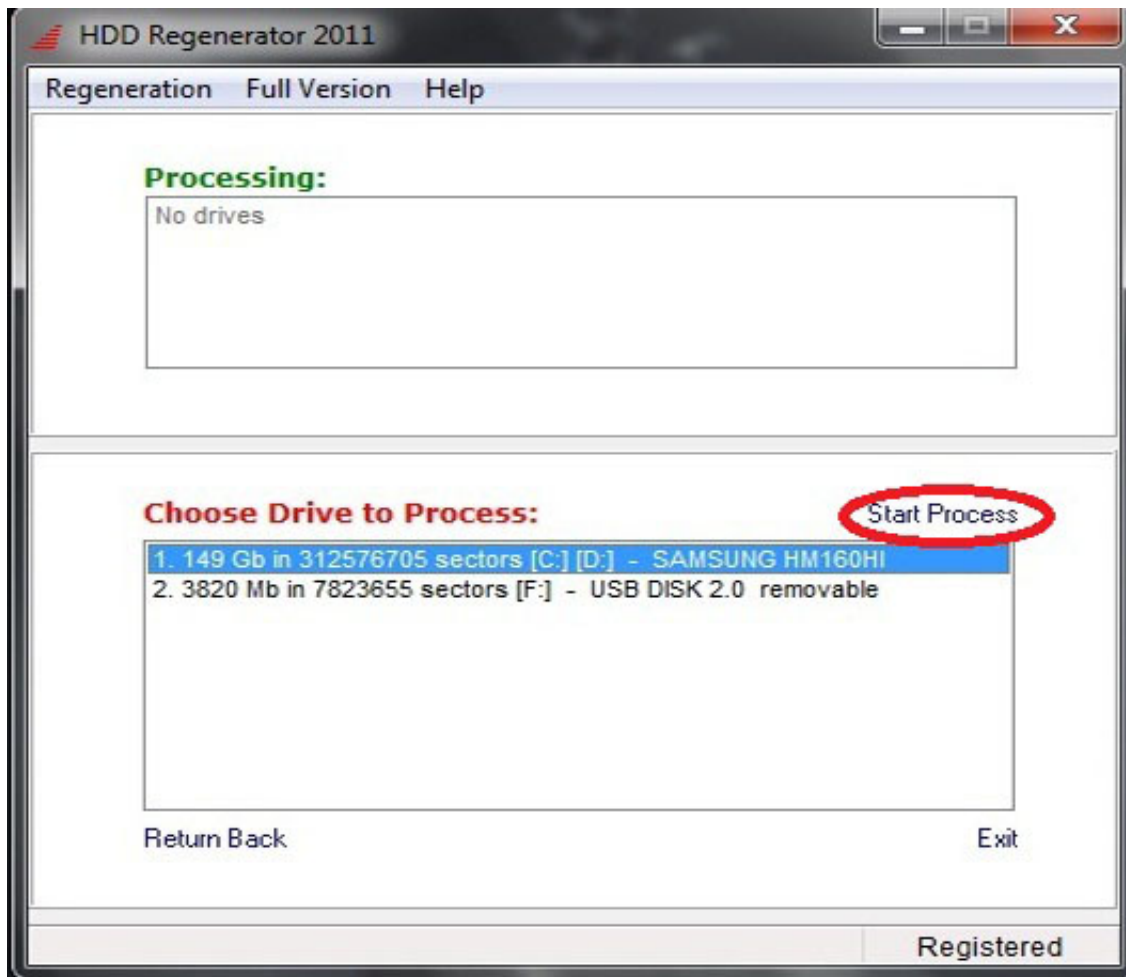 HDD Regenerator 2011
Regeneration Full Version Help
Processing:
No drives
Choose Drive to Process: Start Process
1. 149 Gb in 312576705 sectors [C:] [D:] - SAMSUNG HM160HI
2. 3820 Mb in 7823655 sectors [F:] - USB DISK 2.0 removable
Return Back Exit
Registered